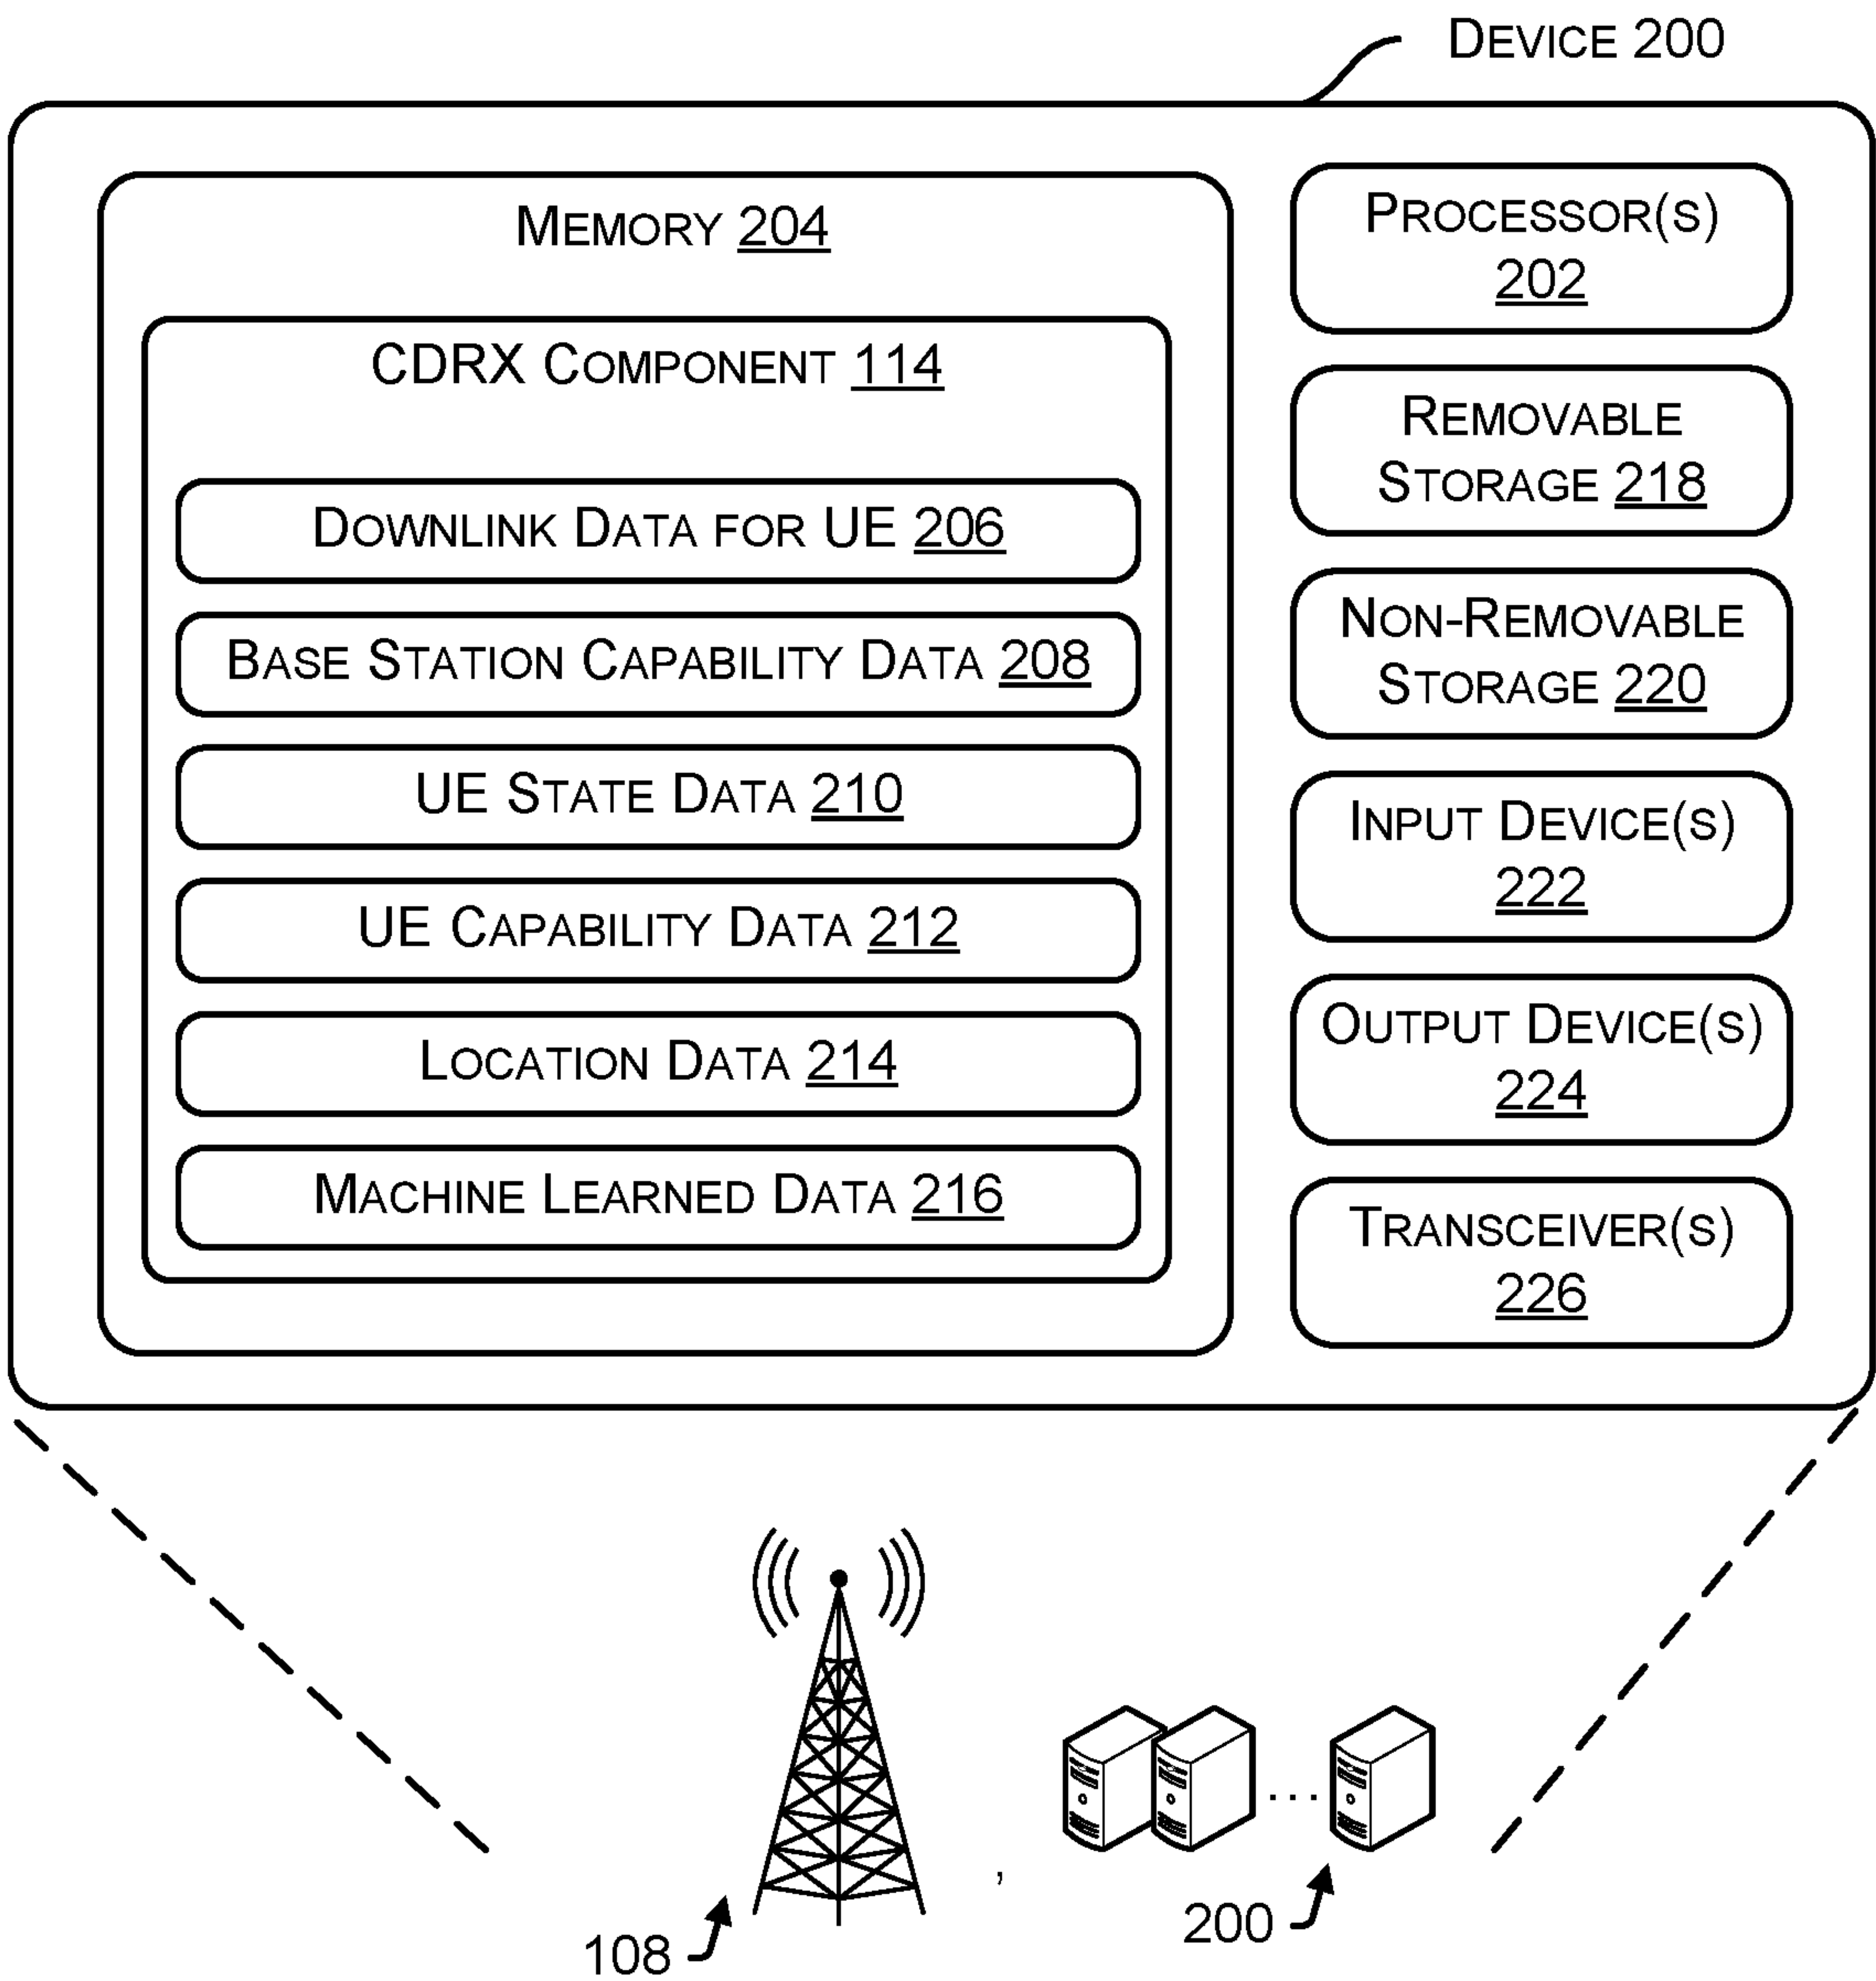 DEVICE 200
MEMORY 204
CDRX COMPONENT 114
DOWNLINK DATA FOR UE 206
BASE STATION CAPABILITY DATA 208
UE STATE DATA 210
UE CAPABILITY DATA 212
LOCATION DATA 214
MACHINE LEARNED DATA 216
PROCESSOR(S)
202
REMOVABLE
STORAGE 218
NON-REMOVABLE
STORAGE 220
INPUT DEVICE(S)
222
OUTPUT DEVICE(S)
224
TRANSCEIVER(S)
226
,
...
108
200